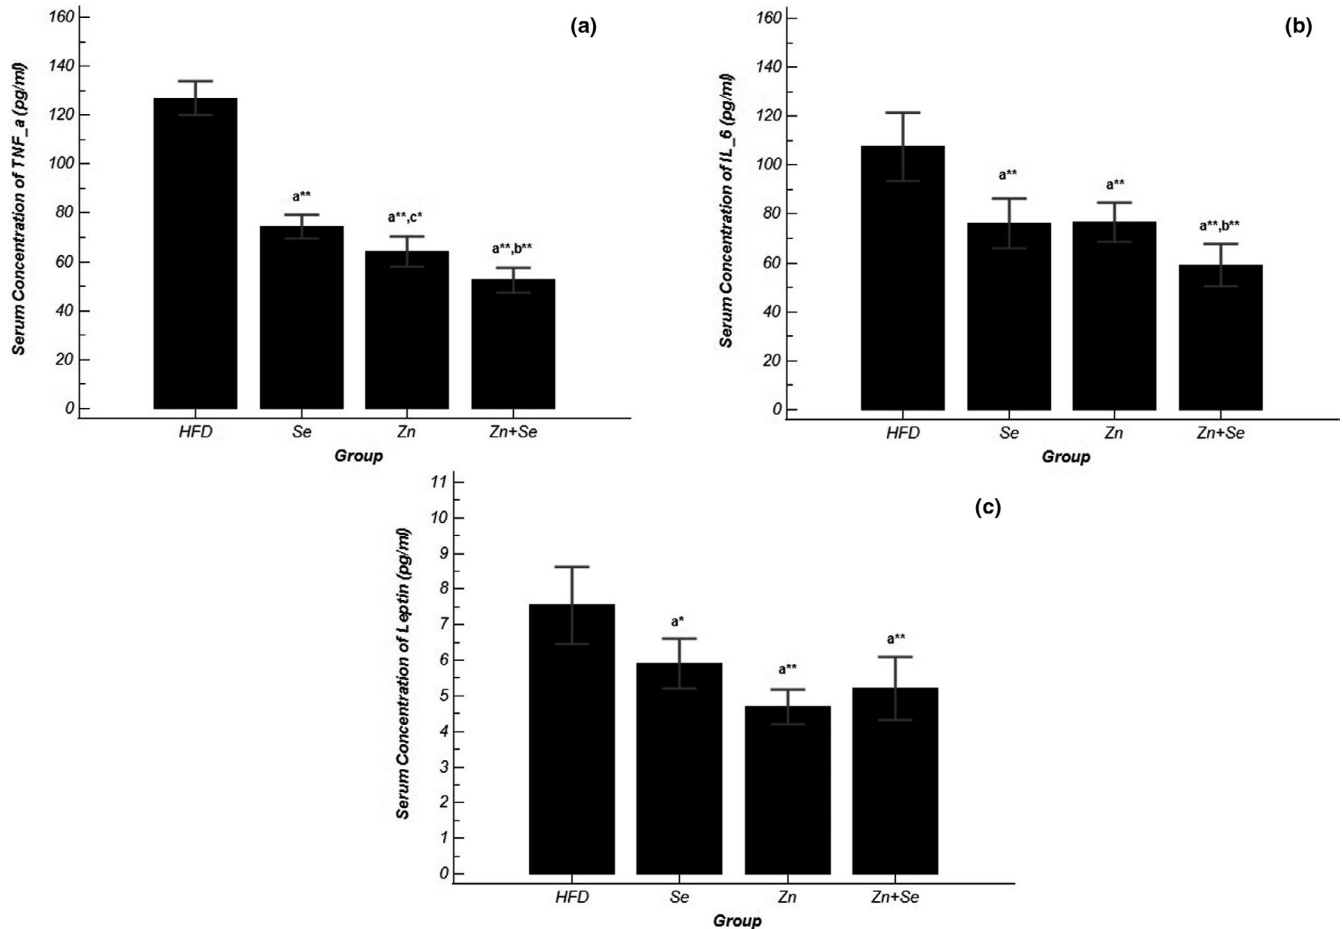 (a)
Serum Concentration of TNF_a (pg/ml)
160
140
120
100
80
60
40
20
0
a**
a**,c*
a**,b**
HFD Se Zn Zn+Se
Group
(b)
Serum Concentration of IL_6 (pg/ml)
160
140
120
100
80
60
40
20
0
a**
a**
a**,b**
HFD Se Zn Zn+Se
Group
(c)
Serum Concentration of Leptin (pg/ml)
11
10
9
8
7
6
5
4
3
2
1
0
a*
a**
a**
HFD Se Zn Zn+Se
Group